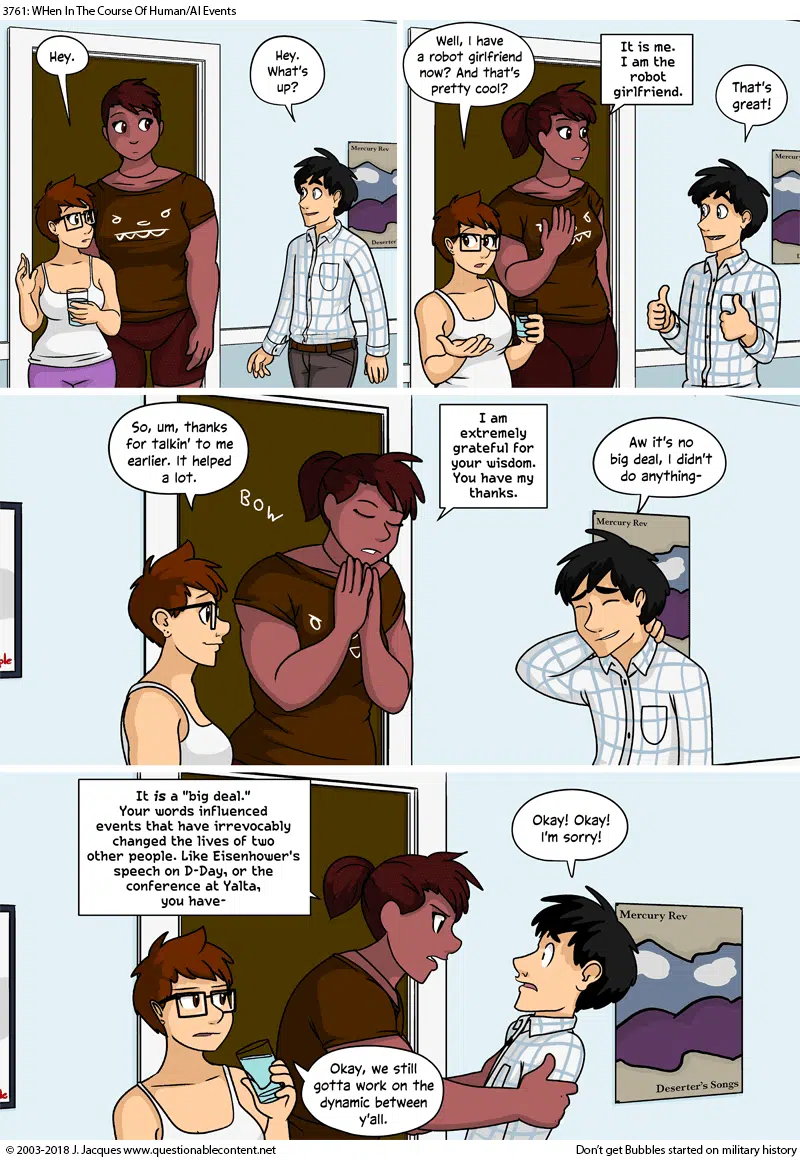 3761: WHen In The Course Of Human/AI Events
Hey.
Hey.
What's
up?
Mercury Rev
Deserter
Well, I have
a robot girlfriend
now? And that's
pretty cool?
It is me.
I am the
robot
girlfriend.
That's
great!
Mercury
So, um, thanks
for talkin' to me
earlier. It helped
a lot.
BOW
I am
extremely
grateful for
your wisdom.
You have my
thanks.
Aw it's no
big deal, I didn't
do anything-
Mercury Rev
ple
It is a "big deal."
Your words influenced
events that have irrevocably
changed the lives of two
other people. Like Eisenhower's
speech on D-Day, or the
conference at Yalta,
you have-
Okay! Okay!
I'm sorry!
Mercury Rev
Deserter's Songs
Okay, we still
gotta work on the
dynamic between
y'all.
© 2003-2018 J. Jacques www.questionablecontent.net
Don't get Bubbles started on military history